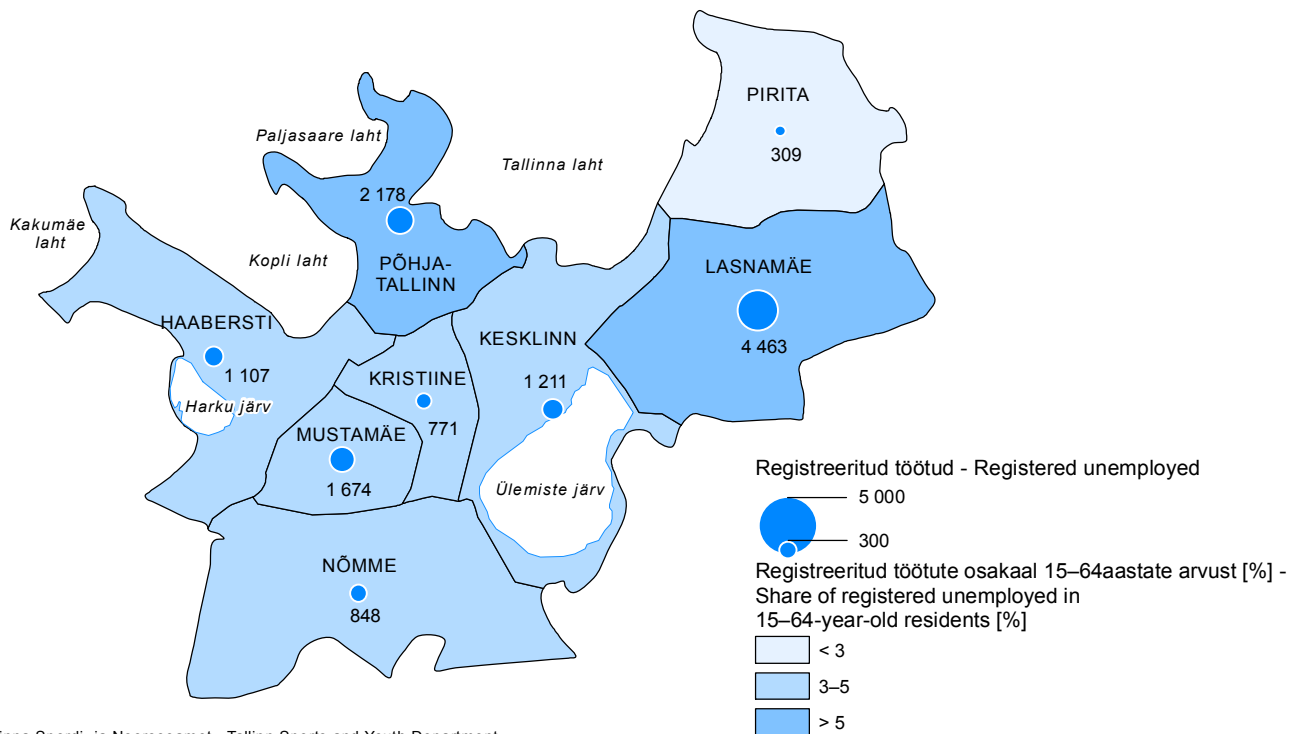 PIRITA
309
Paljasaare laht
Tallinna laht
2 178
Kakumäe
laht
Kopli laht
PÕHJA-
TALLINN
LASNAMÄE
4 463
HAABERSTI
1 107
KESKLINN
1 211
KRISTIINE
771
Harku järv
MUSTAMÄE
1 674
Ülemiste järv
NÕMME
848
Registreeritud töötud - Registered unemployed
5 000
300
Registreeritud töötute osakaal 15–64aastate arvust [%] -
Share of registered unemployed in
15–64-year-old residents [%]
< 3
3–5
> 5